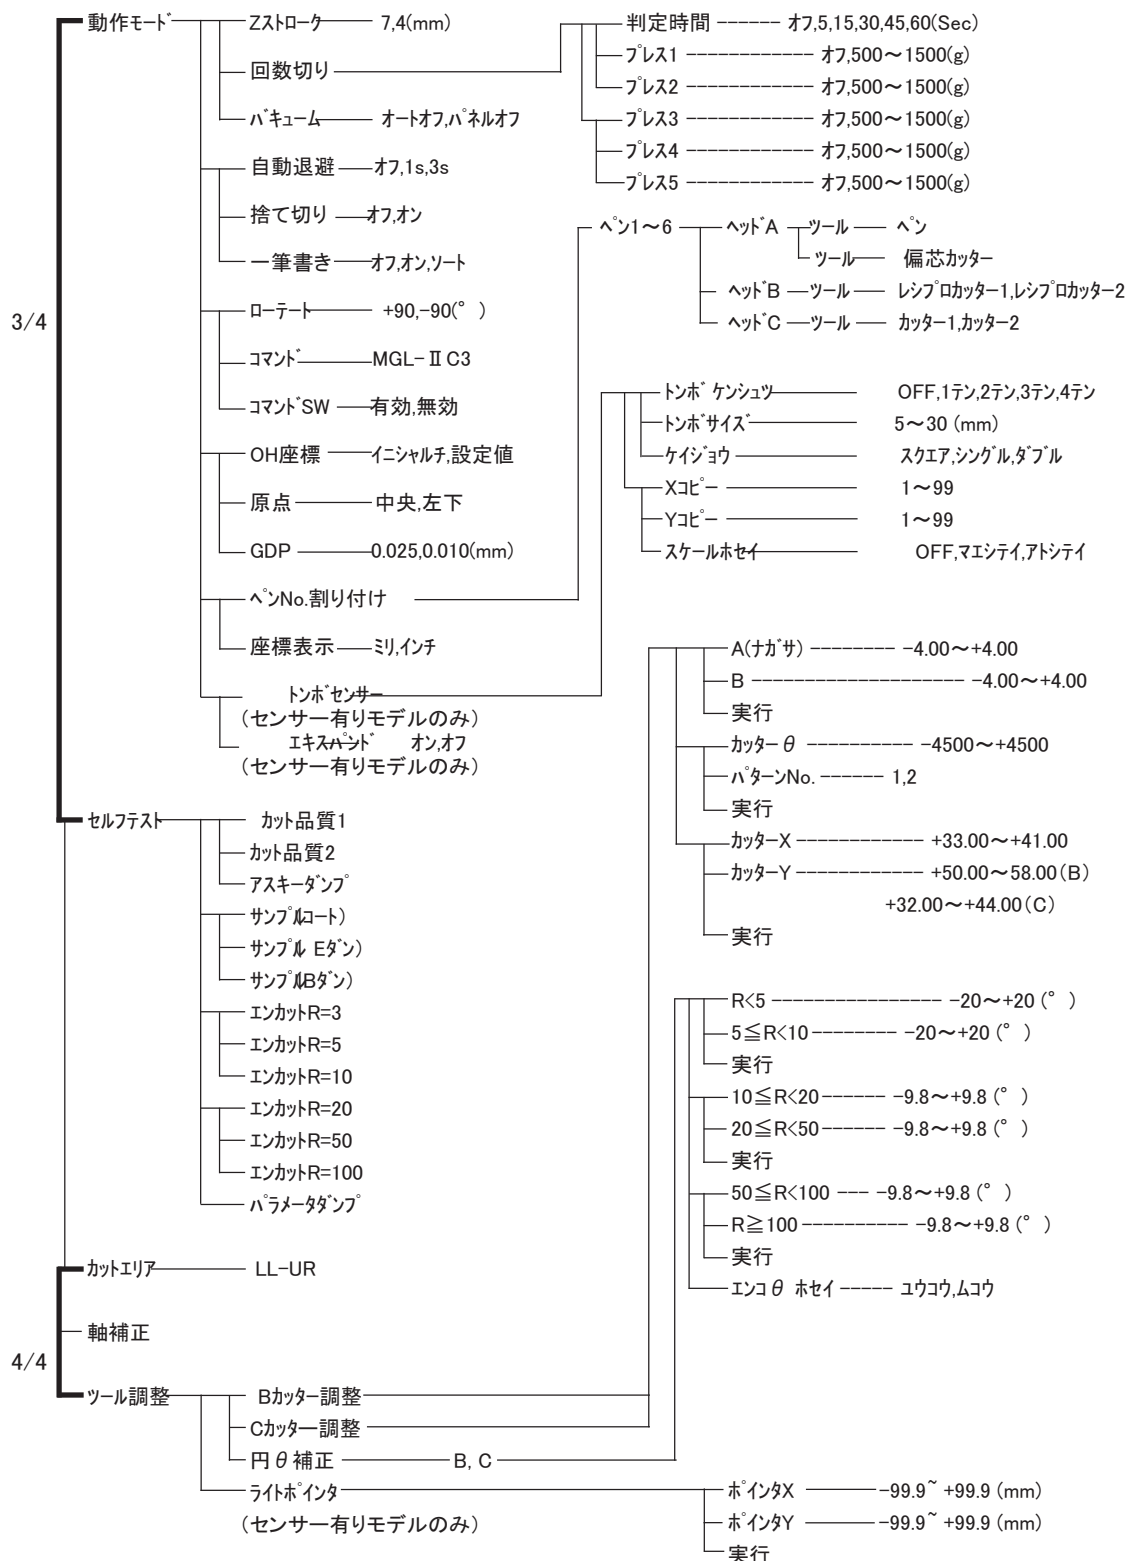 動作モード Zストローク 7,4(mm) 判定時間 オフ,5,15,30,45,60(Sec)
プレス1 オフ,500～1500(g)
回数切り
プレス2 オフ,500～1500(g)
バキューム オートオフ,パネルオフ プレス3 オフ,500～1500(g)
プレス4 オフ,500～1500(g)
自動退避 オフ,1s,3s
プレス5 オフ,500～1500(g)
捨て切り オフ,オン
ペン1～6 ヘッドA ツール ペン
ツール 偏芯カッター
一筆書き オフ,オン,ソート
ヘッドB ツール レシプロカッター1,レシプロカッター2
ローテート +90,-90(°)
3/4
ヘッドC ツール カッター1,カッター2
コマンド MGL-ⅡC3
トンボ ケンシュツ OFF,1テン,2テン,3テン,4テン
コマンドSW 有効,無効
トンボサイズ 5～30 (mm)
OH座標 イニシャルチ,設定値 ケイジョウ スクエア,シングル,ダブル
Xコピー 1～99
原点 中央,左下
Yコピー 1～99
GDP 0.025,0.010(mm) スケールホセイ OFF,マエシテイ,アトシテイ
ペンNo.割り付け
座標表示 ミリ,インチ A(ナガサ) -4.00～+4.00
B -4.00～+4.00
トンボセンサー
(センサー有りモデルのみ) 実行
エキスパンド オン,オフ カッターθ -4500～+4500
(センサー有りモデルのみ)
パターンNo. 1,2
実行
セルフテスト カット品質1
カッターX +33.00～+41.00
カット品質2
カッターY +50.00～58.00(B)
アスキーダンプ
+32.00～+44.00(C)
サンプル(コート)
実行
サンプル( Eダン)
サンプル(Bダン)
R<5 -20～+20 (°)
エンカットR=3
5≦R<10 -20～+20 (°)
エンカットR=5
実行
エンカットR=10
10≦R<20 -9.8～+9.8 (°)
エンカットR=20
20≦R<50 -9.8～+9.8 (°)
エンカットR=50
実行
エンカットR=100
50≦R<100 -9.8～+9.8 (°)
パラメータダンプ
R≧100 -9.8～+9.8 (°)
実行
カットエリア LL-UR
エンコθ ホセイ ユウコウ,ムコウ
軸補正
4/4
ツール調整 Bカッター調整
Cカッター調整
円θ補正 B, C
ライトポインタ ポインタX -99.9~ +99.9 (mm)
(センサー有りモデルのみ) ポインタY -99.9~ +99.9 (mm)
実行